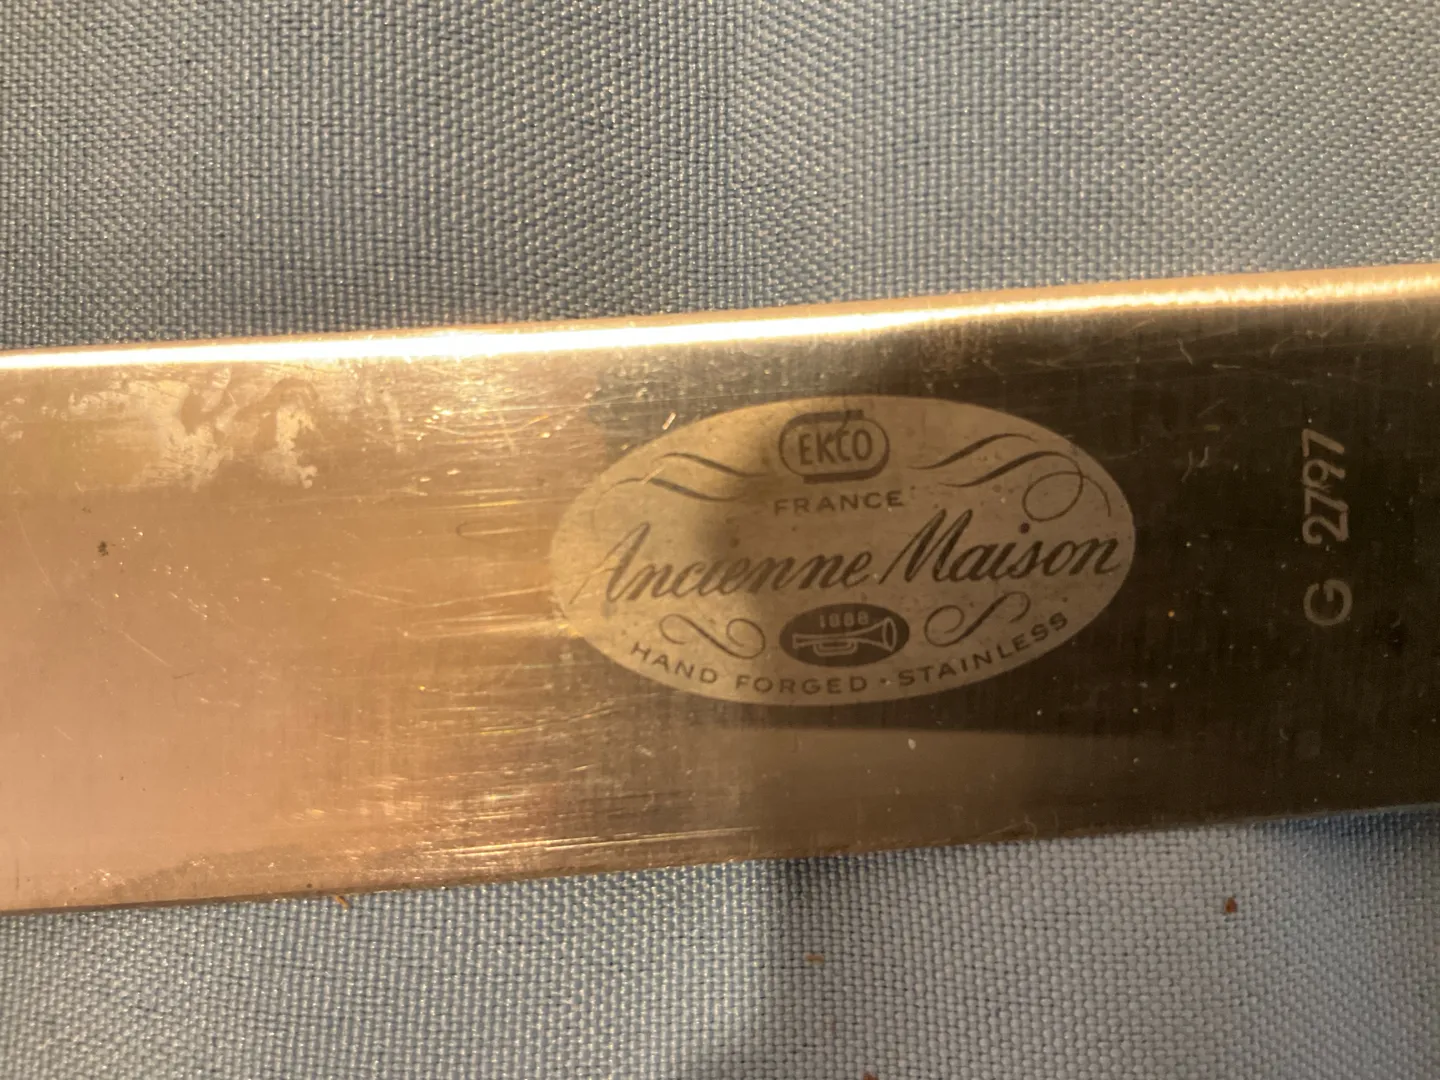 EKCO
FRANCE
Ancienne Maison
1888
HAND FORGED · STAINLESS
G 2797